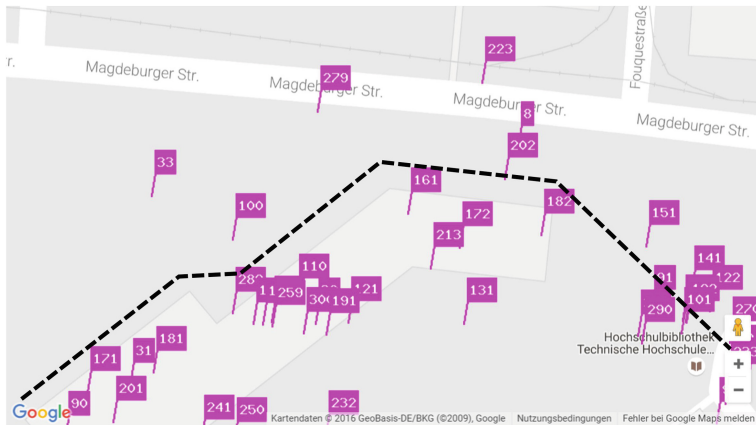 223
279
r.
Magdeburger Str.
Magdeburger Str.
Magdeburger Str.
Magdeburger Str.
Fouquestraße
8
202
33
161
100
182
172
151
213
141
110
91
122
259
121
191
131
290
101
Hochschulbibliothek
Technische Hochschule...
181
31
171
201
90
241
250
232
+
−
Google
Kartendaten © 2016 GeoBasis-DE/BKG (©2009), Google
Nutzungsbedingungen
Fehler bei Google Maps melden